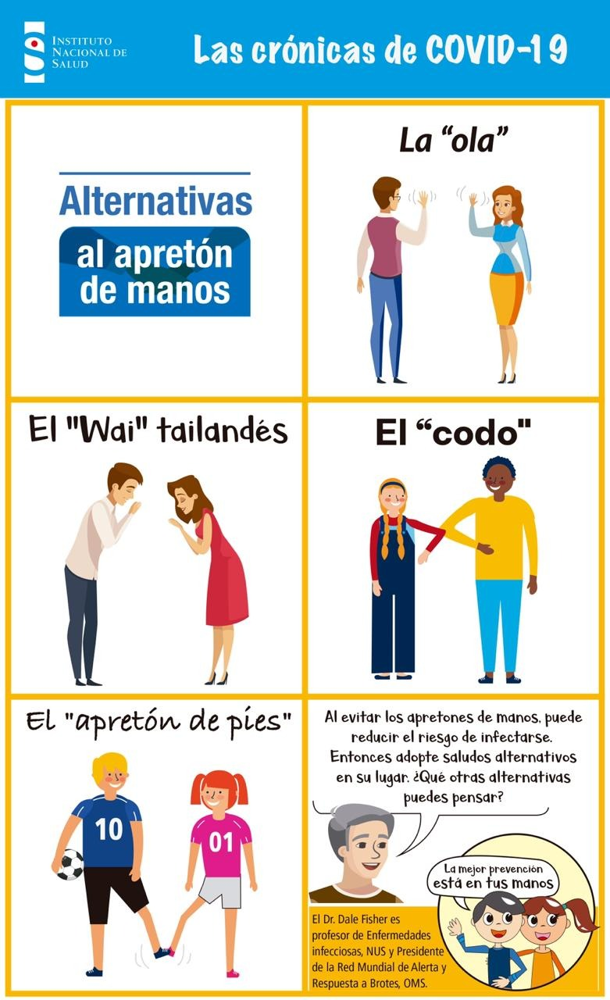 INSTITUTO
NACIONAL DE
SALUD
Las crónicas de COVID-19
Alternativas
al apretón
de manos
La “ola”
El "Wai" tailandés
El “codo"
El "apretón de píes"
10
01
Al evitar los apretones de manos, puede
reducir el riesgo de infectarse.
Entonces adopte saludos alternativos
en su lugar. ¿Qué otras alternativas
puedes pensar?
La mejor prevención
está en tus manos
El Dr. Dale Fisher es
profesor de Enfermedades
infecciosas, NUS y Presidente
de la Red Mundial de Alerta y
Respuesta a Brotes, OMS.